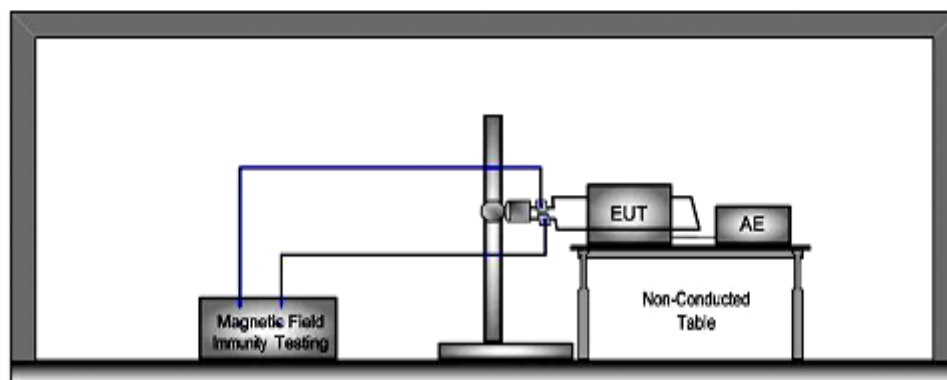 EUT
AE
Non-Conducted
Table
Magnetic Field
Immunity Testing